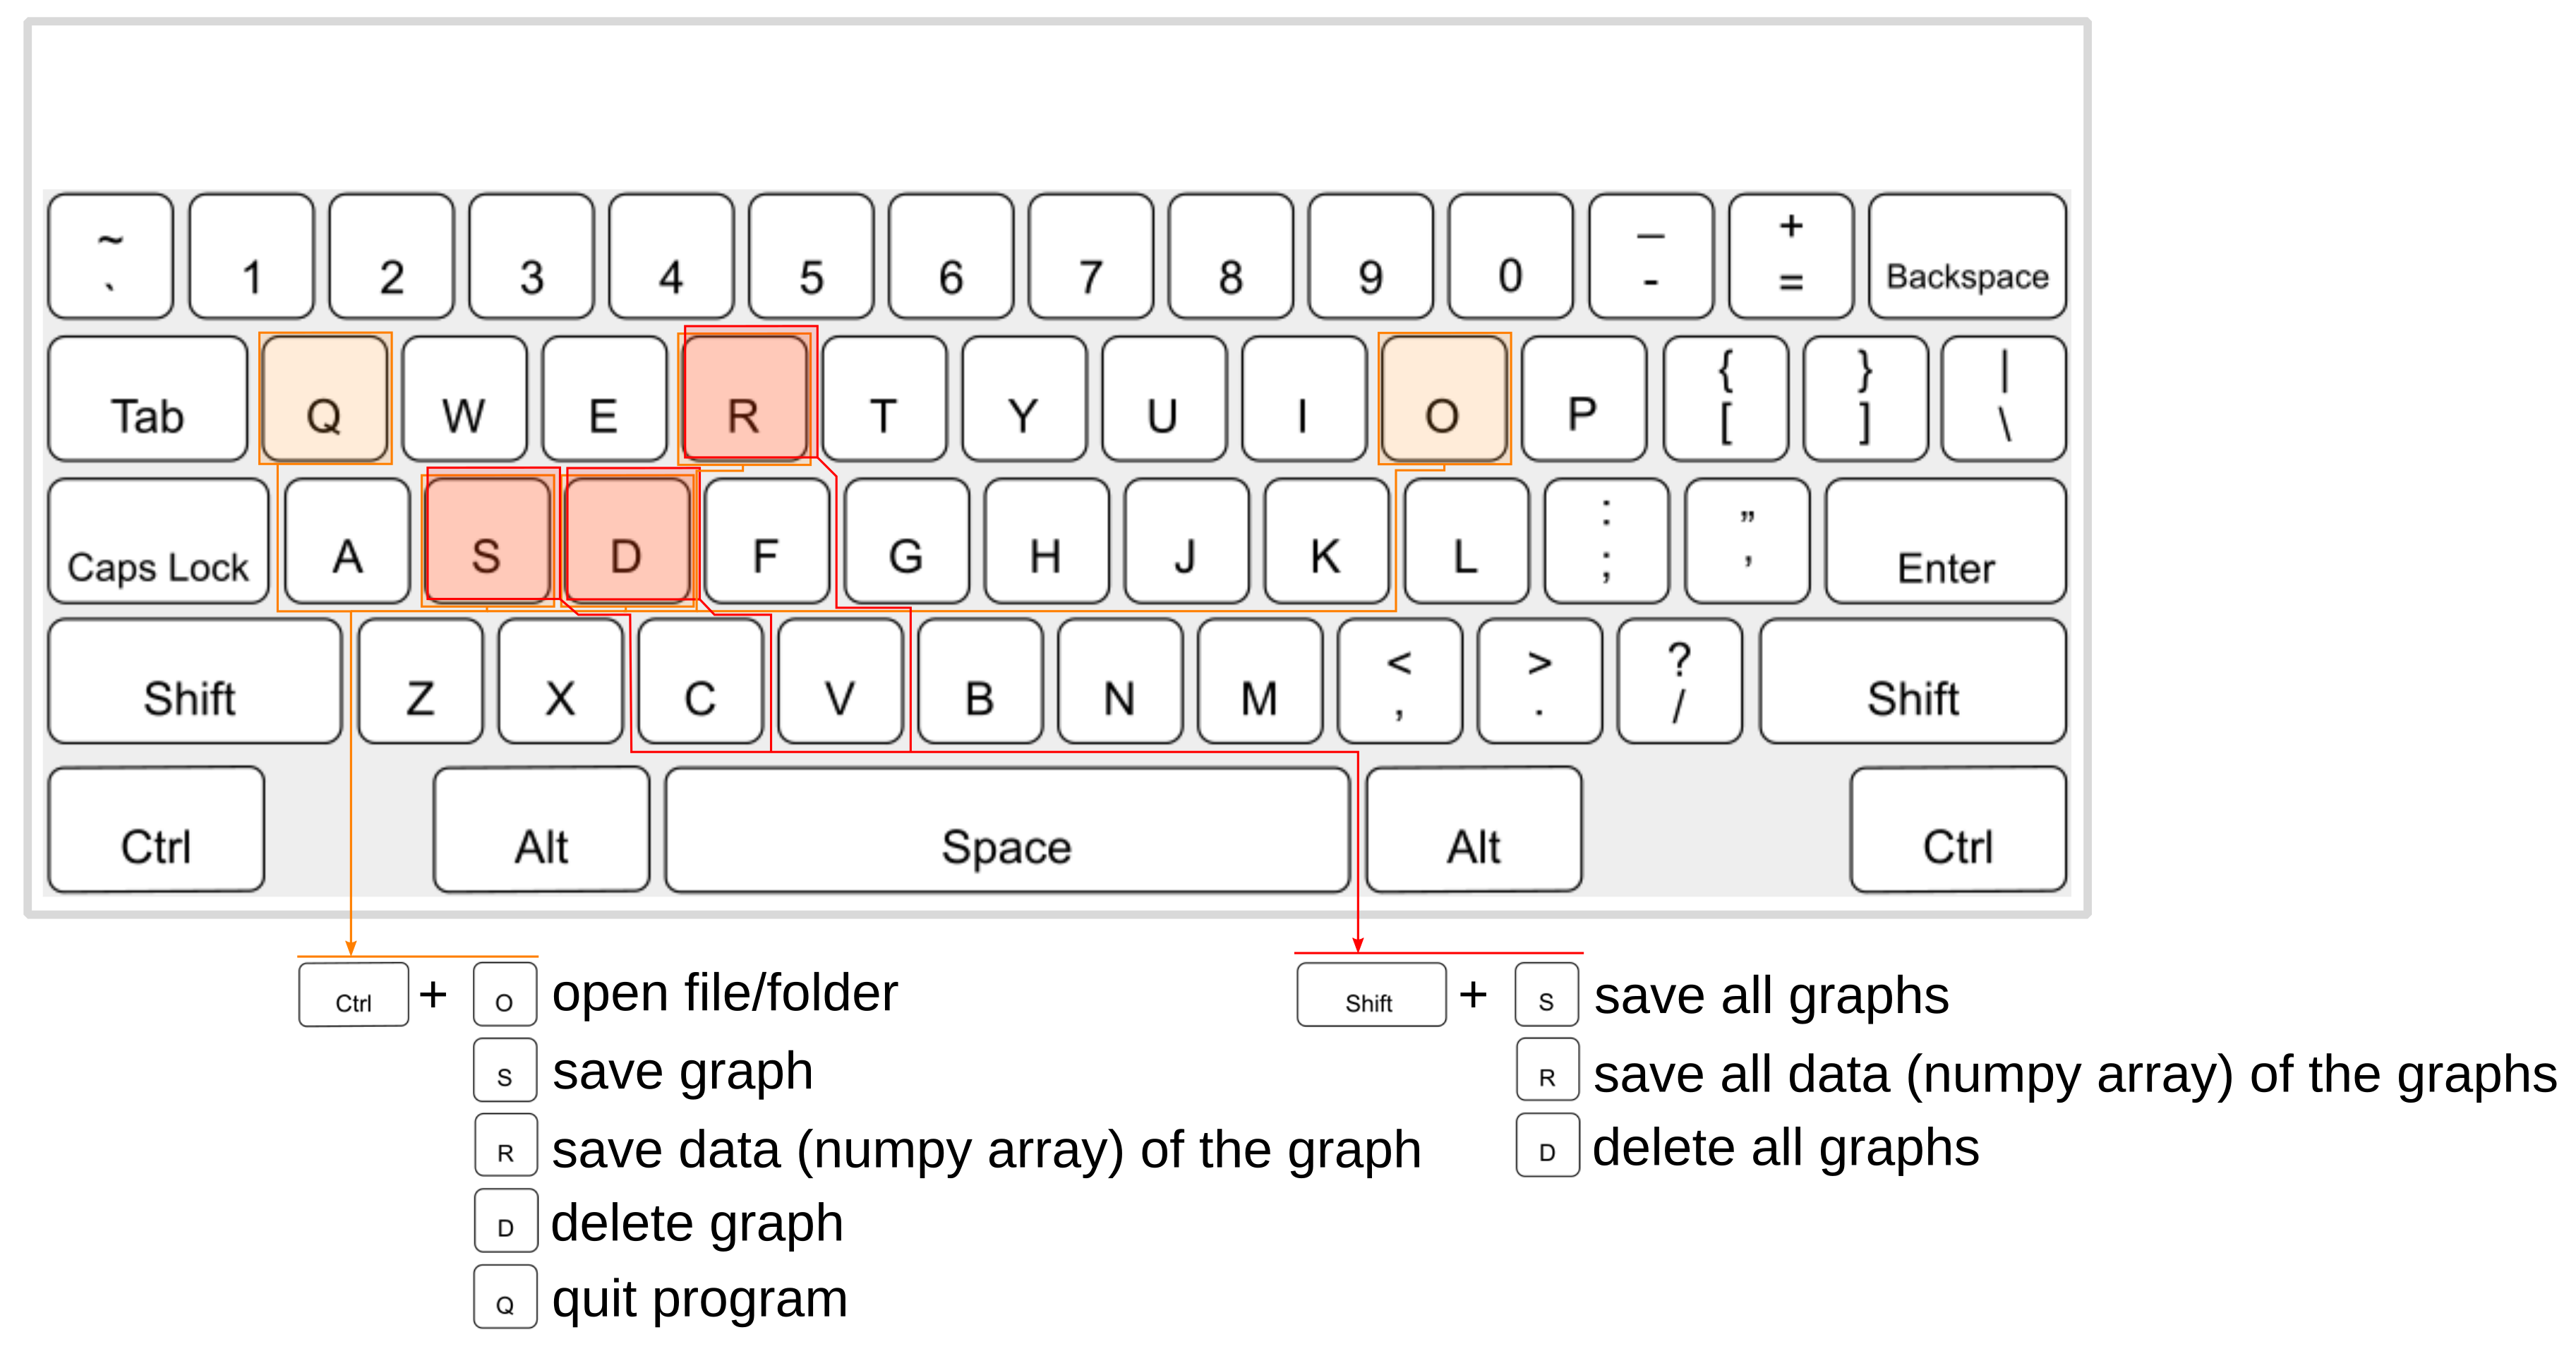 ~ – +
` 1 2 3 4 5 6 7 8 9 0 - = Backspace
{ } |
Tab Q W E R T Y U I O P [ ] \
: ”
Caps Lock A S D F G H J K L ; ’ Enter
< > ?
Shift Z X C V B N M , . / Shift
Ctrl Alt Space Alt Ctrl
Ctrl + O open file/folder
S save graph
R save data (numpy array) of the graph
D delete graph
Q quit program
Shift + S save all graphs
R save all data (numpy array) of the graphs
D delete all graphs